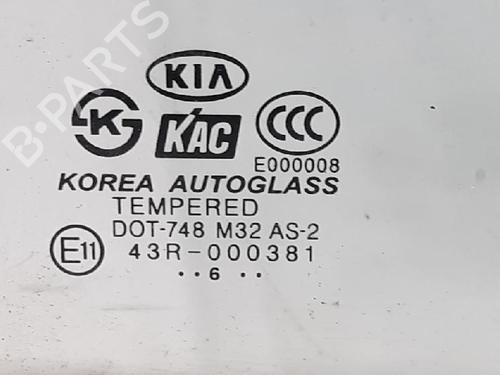 B-PARTS
KIA
K KAC CCC
E000008
KOREA AUTOGLASS
TEMPERED
DOT-748 M32 AS-2
E11 43R-000381
..6..